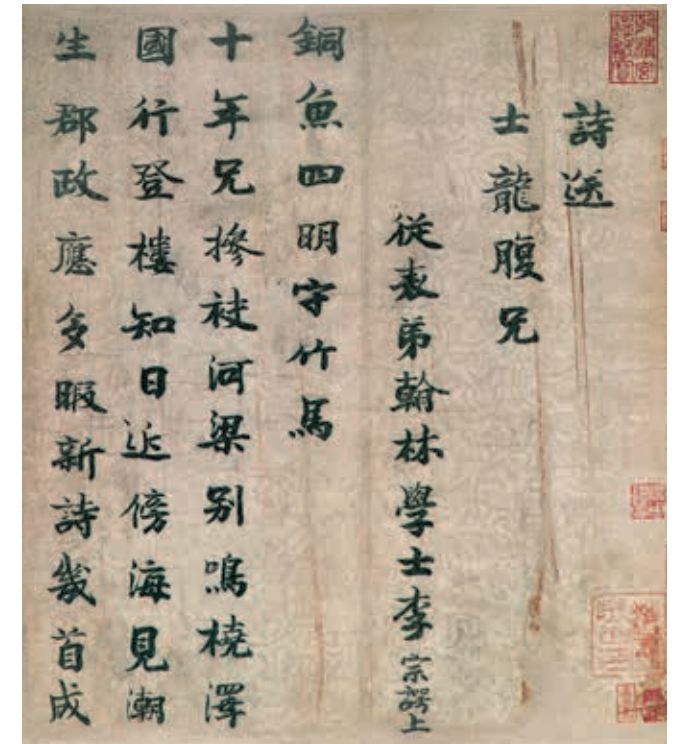 詩送
士龍腹兄
從表弟翰林學士李宗諤上
銅魚四明守竹馬
十年兄摻袂河梁別鳴橈澤
國行登樓知日近傍海見潮
生郡政應多暇新詩幾首成